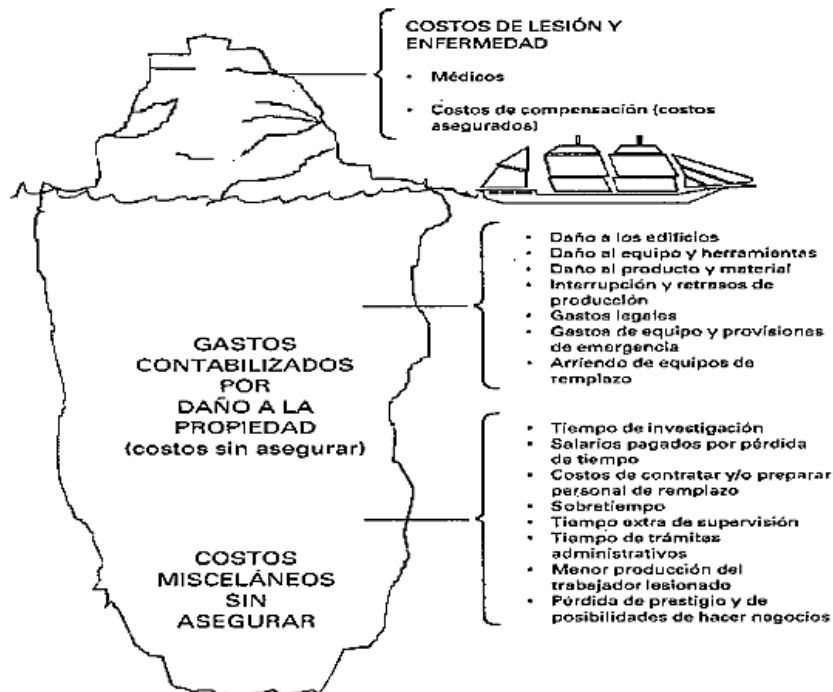 COSTOS DE LESIÓN Y
ENFERMEDAD
• Médicos
• Costos de compensación (costos
asegurados)
• Daño a los edificios
• Daño al equipo y herramientas
• Daño al producto y material
• Interrupción y retrasos de
producción
• Gastos legales
• Gastos de equipo y provisiones
de emergencia
• Arriendo de equipos de
remplazo
GASTOS
CONTABILIZADOS
POR
DAÑO A LA
PROPIEDAD
(costos sin asegurar)
• Tiempo de investigación
• Salarios pagados por pérdida
de tiempo
• Costos de contratar y/o preparar
personal de remplazo
• Sobretiempo
• Tiempo extra de supervisión
• Tiempo de trámites
administrativos
• Menor producción del
trabajador lesionado
• Pérdida de prestigio y de
posibilidades de hacer negocios
COSTOS
MISCELÁNEOS
SIN
ASEGURAR